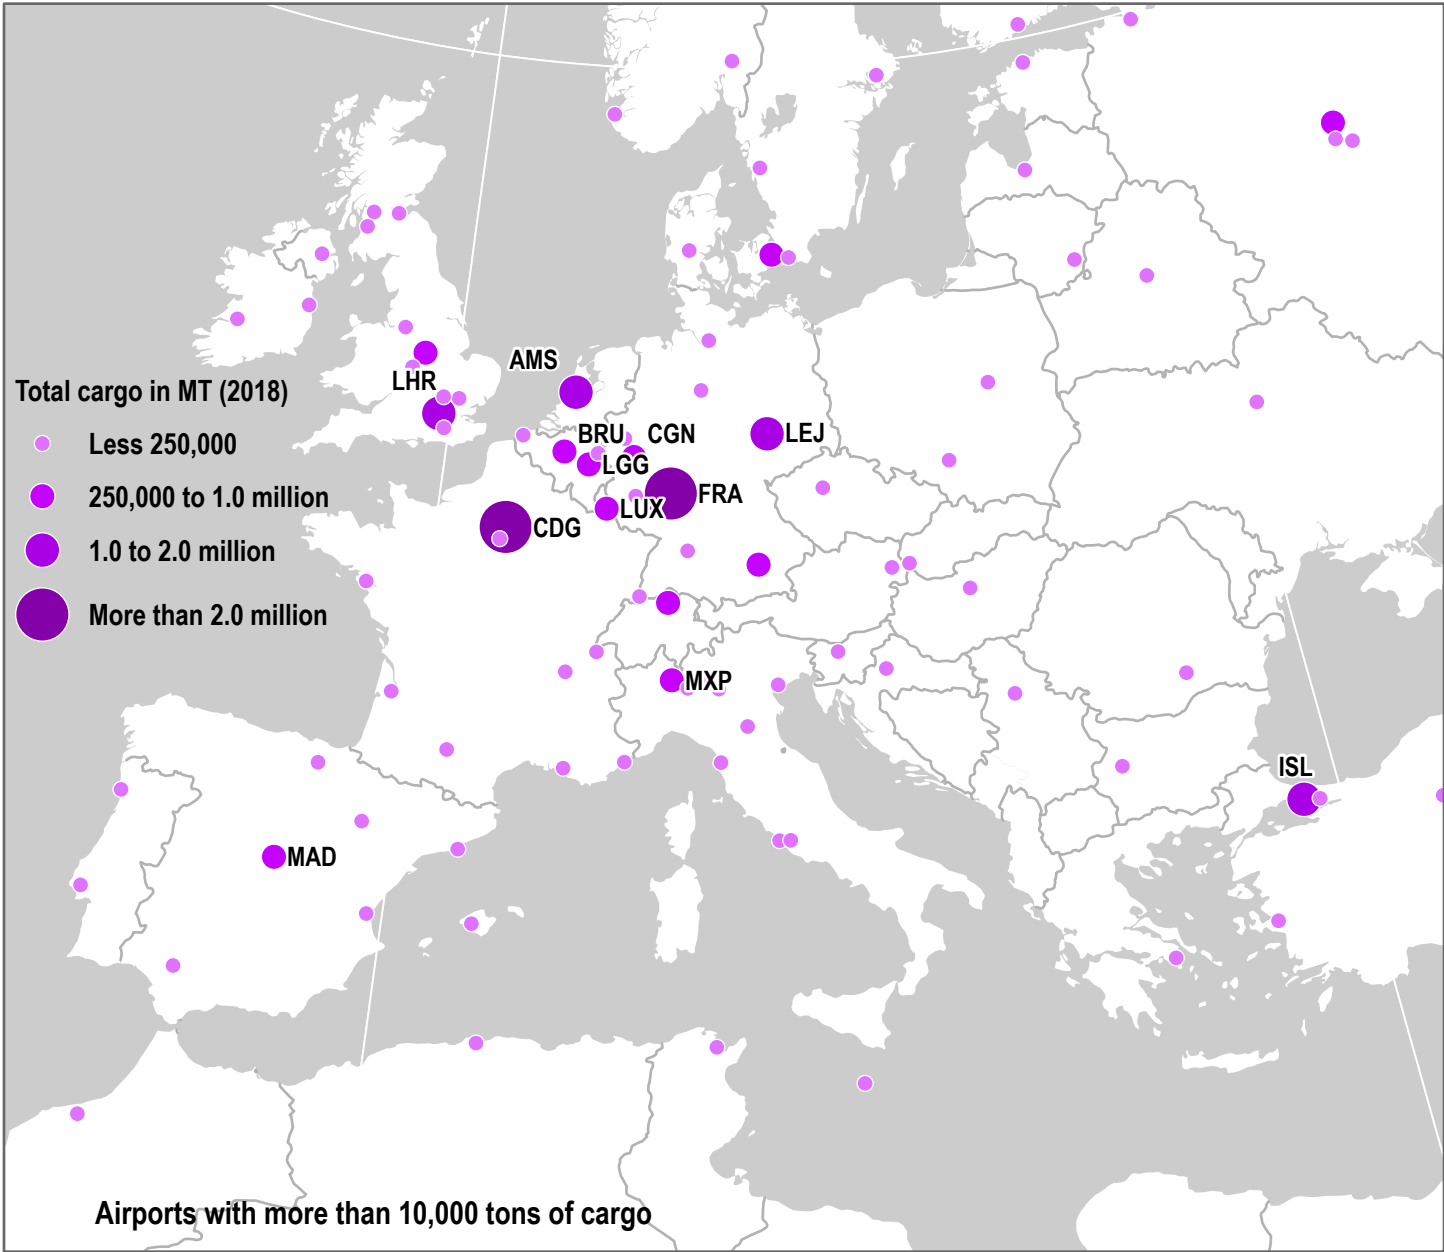 AMS
LHR
Total cargo in MT (2018)
BRU
CGN
LEJ
Less 250,000
LGG
250,000 to 1.0 million
LUX
FRA
CDG
1.0 to 2.0 million
More than 2.0 million
MXP
ISL
MAD
Airports with more than 10,000 tons of cargo